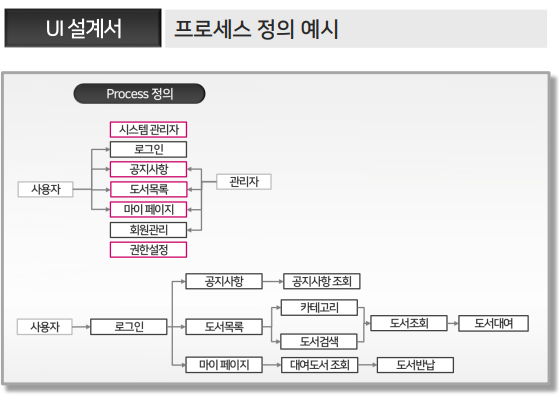 UI 설계서
프로세스 정의 예시
Process 정의
시스템 관리자
로그인
공지사항
사용자
도서목록
관리자
마이 페이지
회원관리
권한설정
공지사항
공지사항 조회
카테고리
사용자
로그인
도서목록
도서조회
도서대여
도서검색
마이 페이지
대여도서 조회
도서반납